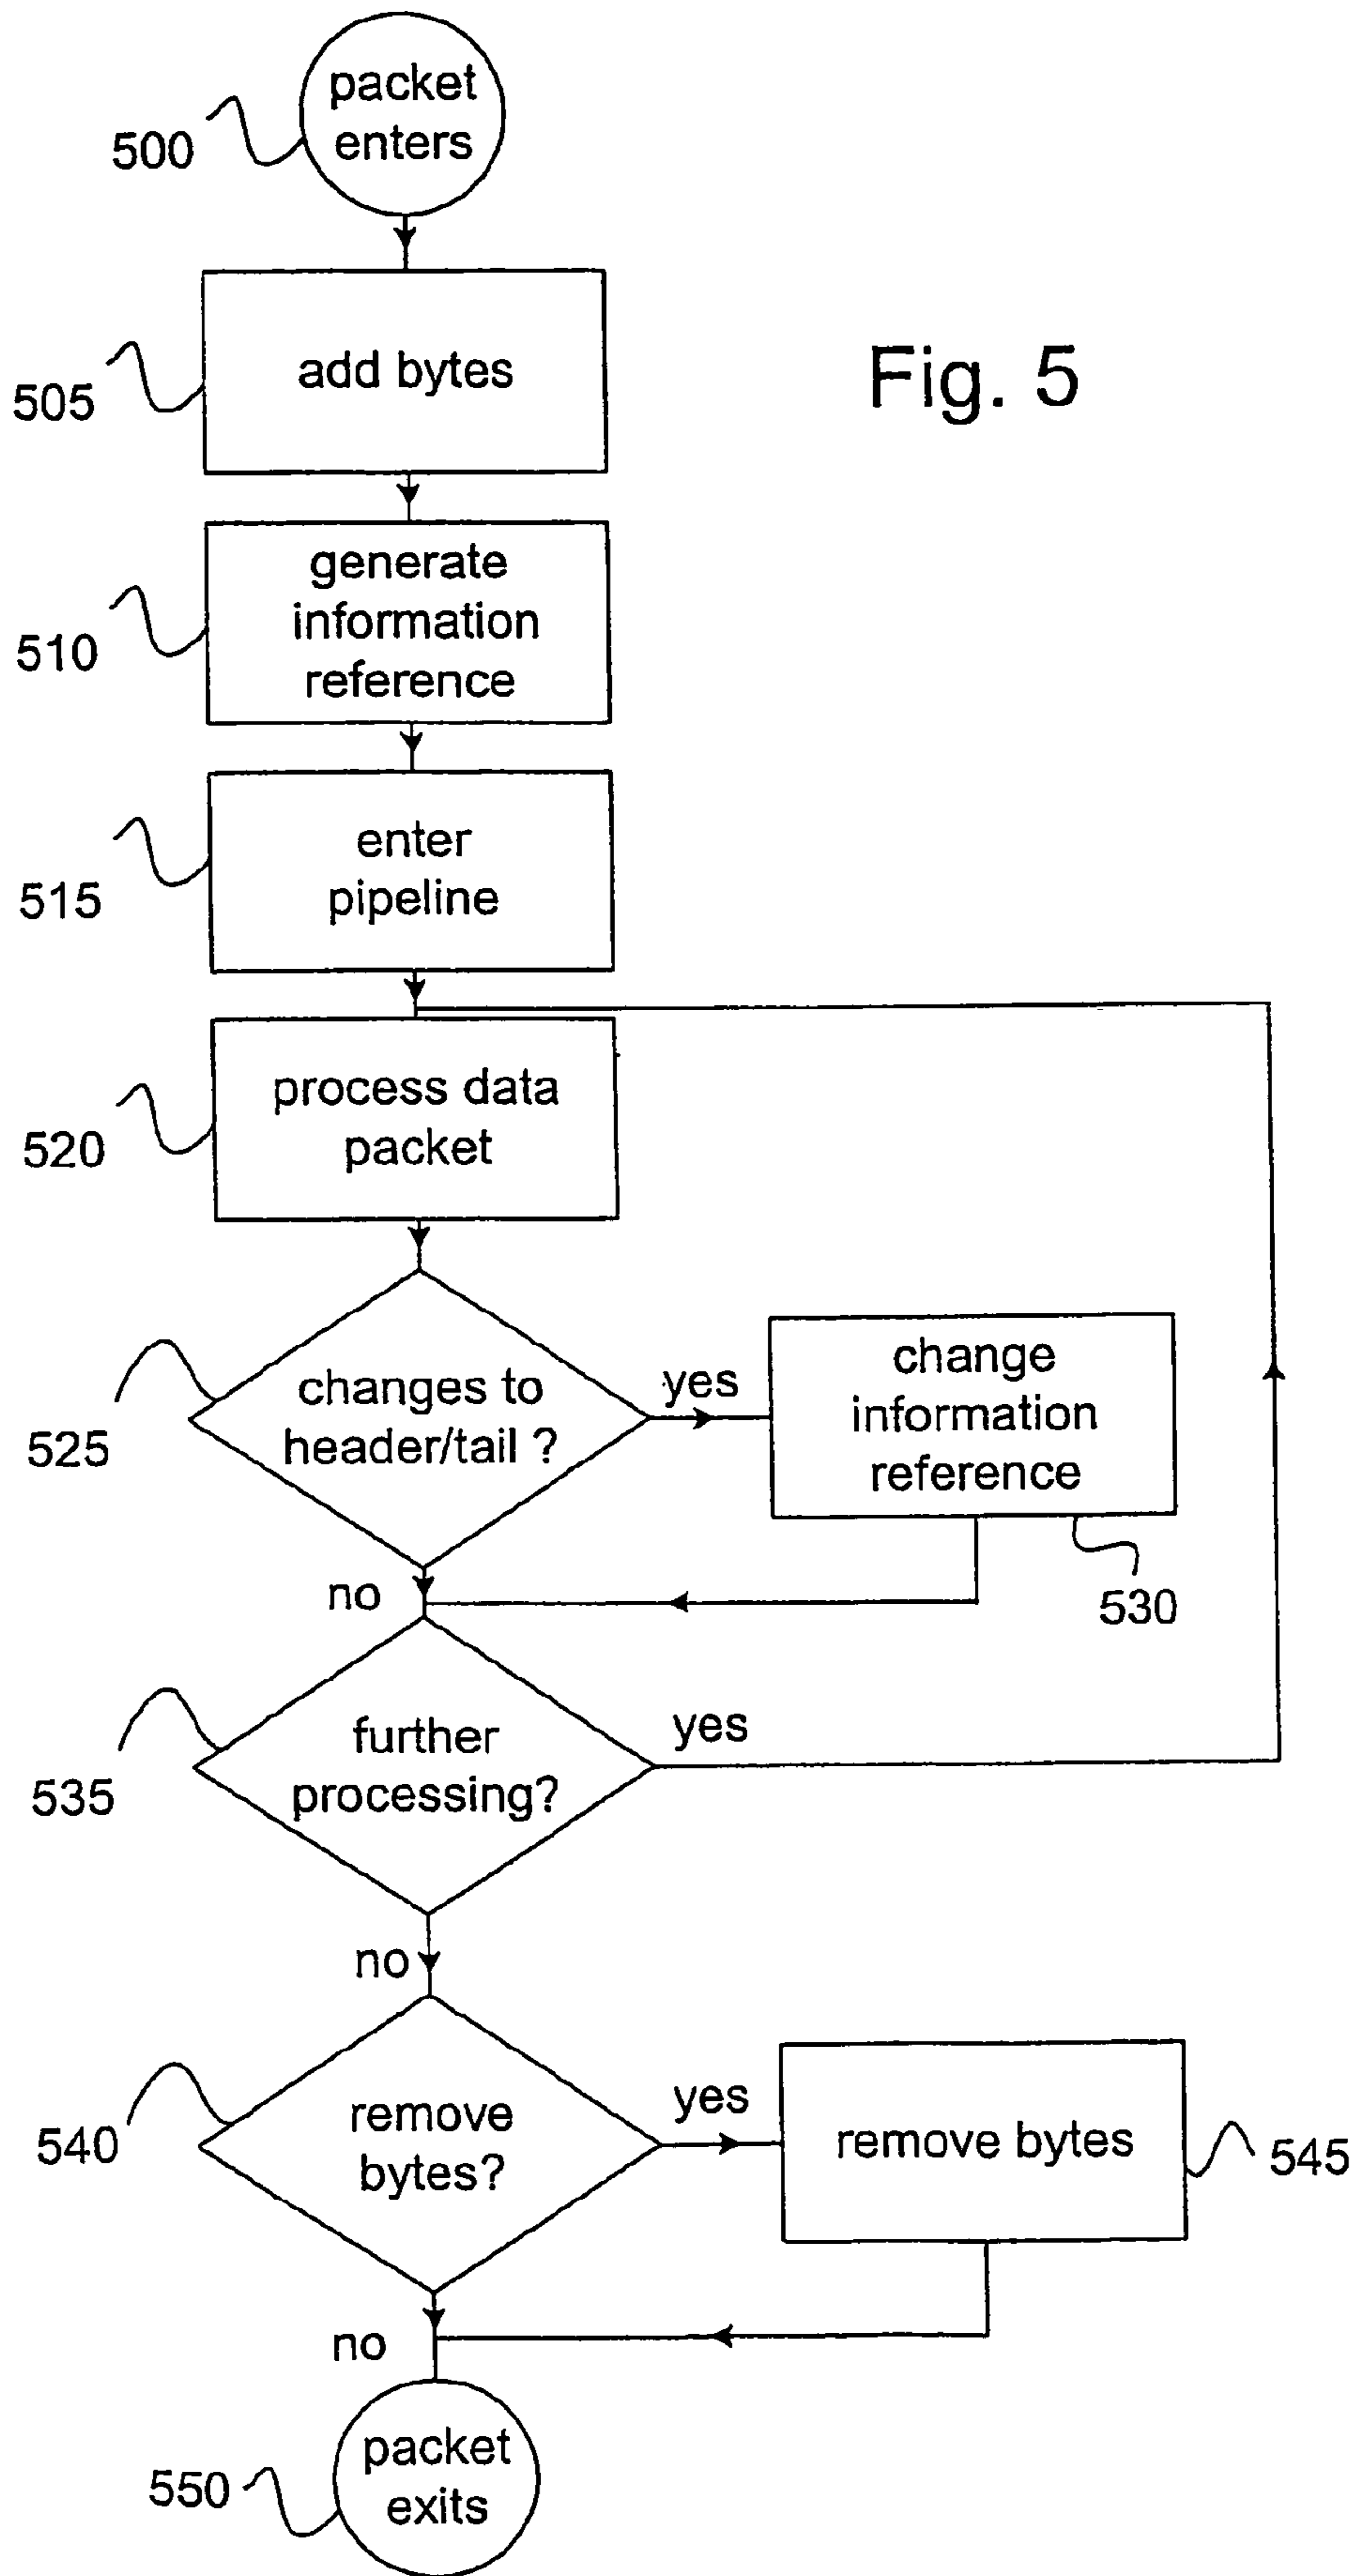 packet
enters
500
add bytes
505
Fig. 5
generate
information
reference
510
enter
pipeline
515
process data
packet
520
changes to
header/tail ?
525
yes
change
information
reference
530
no
further
processing?
535
yes
no
remove
bytes?
540
yes
remove bytes
545
no
packet
exits
550